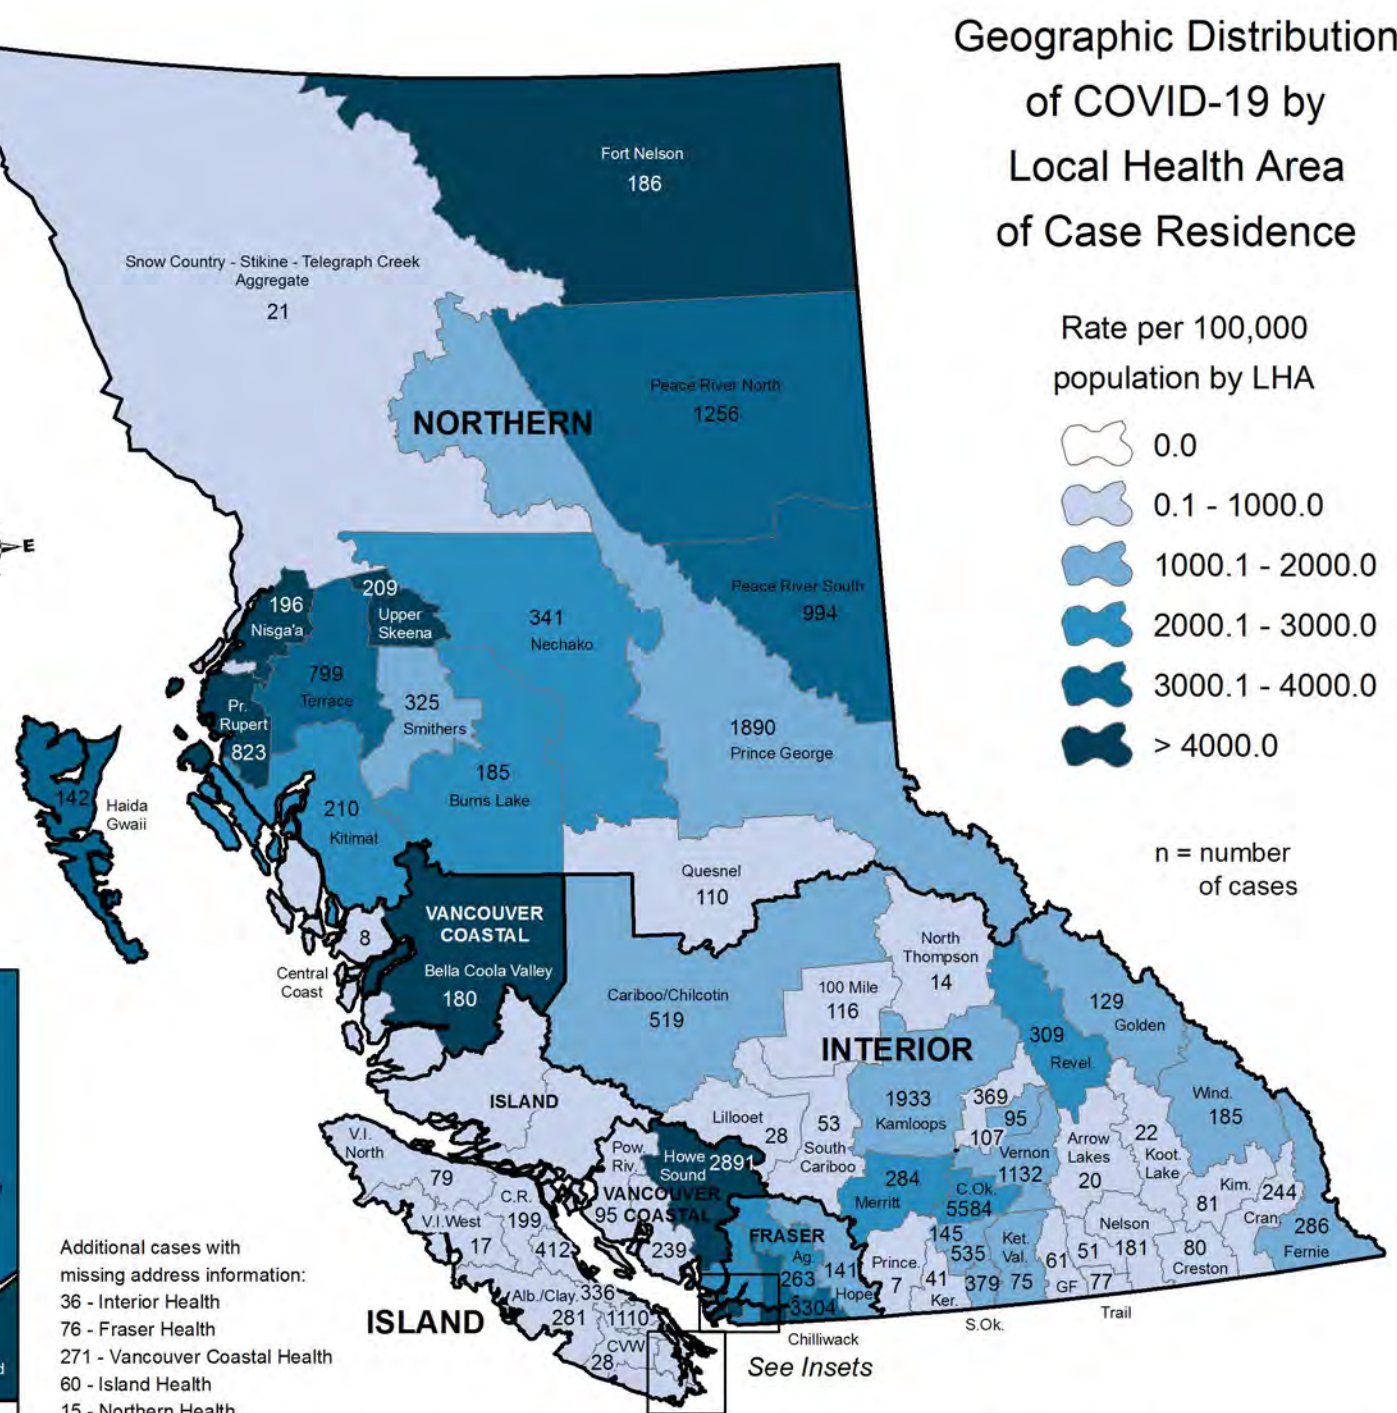 Geographic Distribution
of COVID-19 by
Local Health Area
of Case Residence
Rate per 100,000
population by LHA
0.0
0.1 - 1000.0
1000.1 - 2000.0
2000.1 - 3000.0
3000.1 - 4000.0
> 4000.0
n = number
of cases
Fort Nelson
186
Snow Country - Stikine - Telegraph Creek
Aggregate
21
Peace River North
1256
NORTHERN
E
Peace River South
994
209
Upper
Skeena
196
Nisga'a
341
Nechako
799
Terrace
325
Smithers
Pr.
Rupert
823
1890
Prince George
185
Burns Lake
142
Haida
Gwaii
210
Kitimat
Quesnel
110
VANCOUVER
COASTAL
Bella Coola Valley
180
8
Central
Coast
North
Thompson
14
100 Mile
116
Cariboo/Chilcotin
519
129
Golden
309
Revel.
INTERIOR
ISLAND
1933
Kamloops
369
95
107
Vernon
1132
Wind.
185
Lillooet
28
53
South
Cariboo
Arrow
Lakes
20
22
Koot.
Lake
V.I.
North
79
Pow.
Riv.
Howe
Sound
2891
VANCOUVER
95 COASTAL
284
Merritt
C.Ok.
5584
Kim.
81
244
Cran.
286
Fernie
C.R.
199
V.I.West
17
412
239
FRASER
Ag.
263
141
Hope
3304
Chilliwack
Prince.
7
145
535
41
Ker.
379
S.Ok.
Ket.
Val.
75
61
GF
51
Nelson
181
77
Trail
80
Creston
Alb./Clay.
281
336
1110
CVW
28
ISLAND
See Insets
Additional cases with
missing address information:
36 - Interior Health
76 - Fraser Health
271 - Vancouver Coastal Health
60 - Island Health
15 - Northern Health